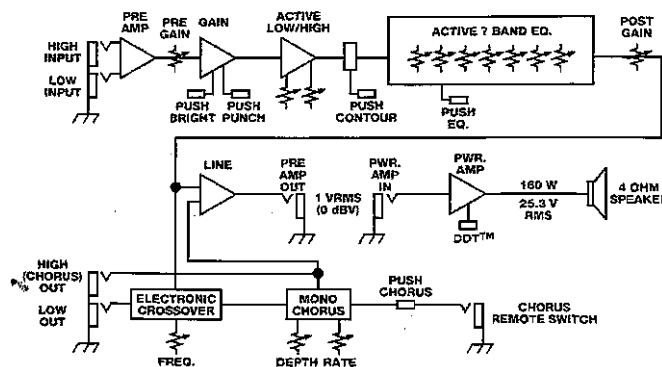 PRE AMP
PRE GAIN
GAIN
ACTIVE LOW/HIGH
ACTIVE 7 BAND EQ.
POST GAIN
HIGH INPUT
LOW INPUT
PUSH BRIGHT
PUSH PUNCH
PUSH CONTOUR
PUSH EQ.
LINE
PRE AMP OUT
1 VRMS (0 dBV)
PWR. AMP IN
PWR. AMP
DDT™
160 W
25.3 V RMS
4 OHM SPEAKER
HIGH (CHORUS) OUT
LOW OUT
ELECTRONIC CROSSOVER
MONO CHORUS
PUSH CHORUS
CHORUS REMOTE SWITCH
FREQ.
DEPTH RATE